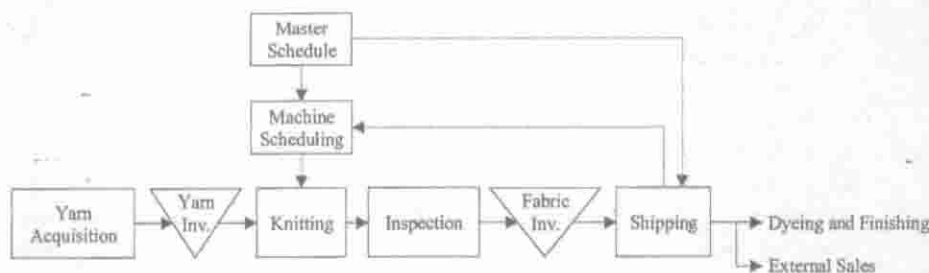 Master
Schedule
Machine
Scheduling
Yarn
Acquisition
Yarn
Inv.
Knitting
Inspection
Fabric
Inv.
Shipping
Dyeing and Finishing
External Sales